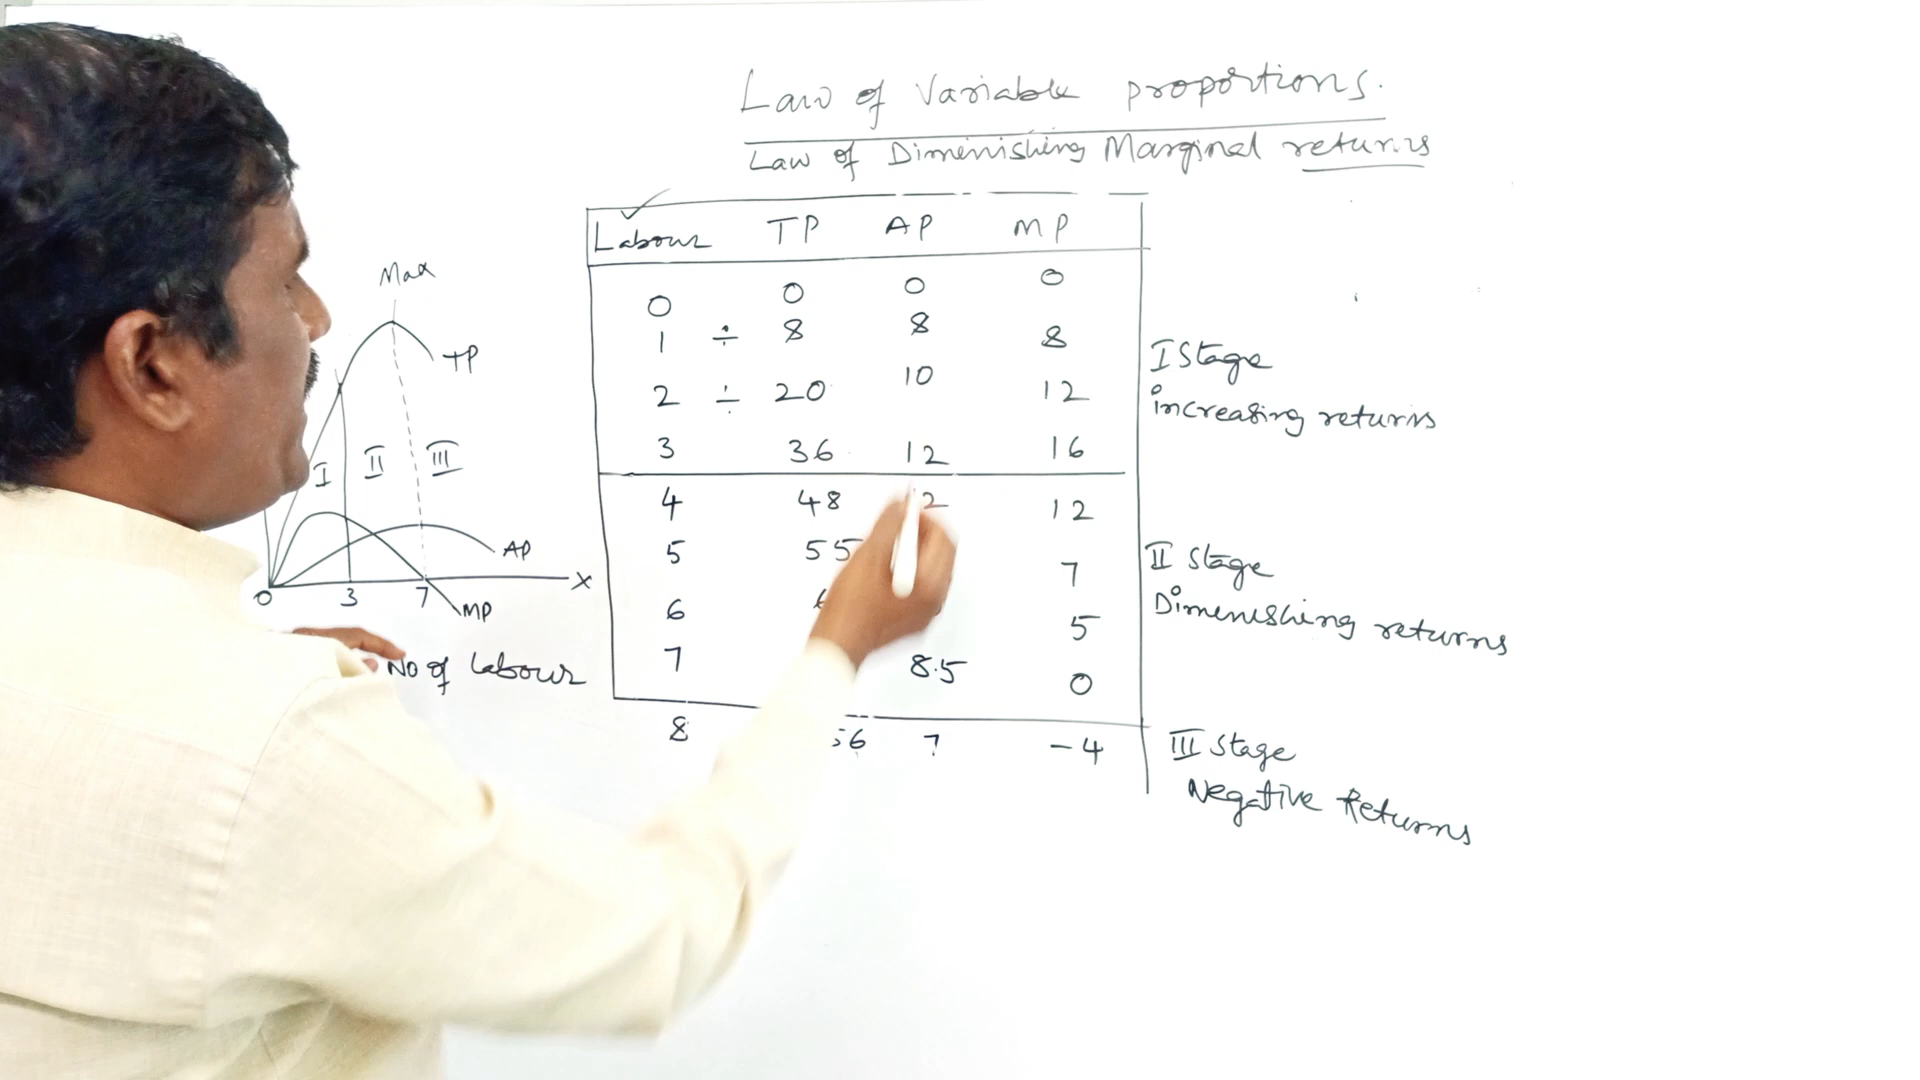 Law of Variable proportions.
Law of Dimenishing Marginal returns
Labour TP AP MP
0 0 0 0
1 ÷ 8 8 8
2 ÷ 20 10 12
3 36 12 16
4 48 12
5 55 7
6 5
7 8.5 0
8 7 -4
I Stage
increasing returns
II Stage
Dimenishing returns
III Stage
Negative Returns
Max
TP
I II III
AP
X
0 3 7
MP
No of Labour